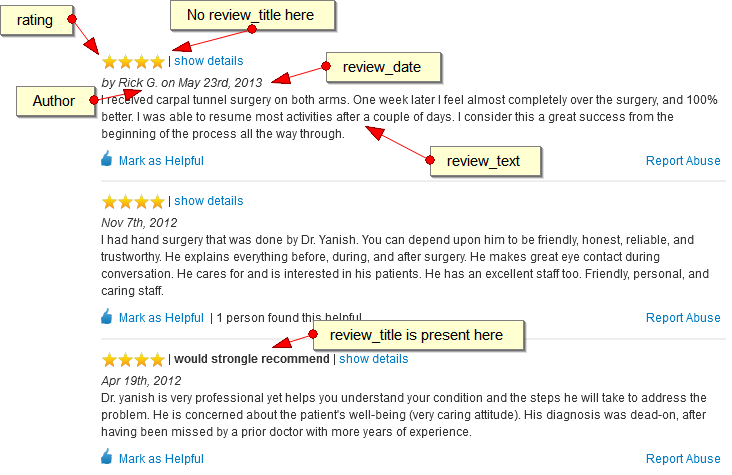 rating
No review_title here
| show details
review_date
by Rick G. on May 23rd, 2013
Author
I received carpal tunnel surgery on both arms. One week later I feel almost completely over the surgery, and 100%
better. I was able to resume most activities after a couple of days. I consider this a great success from the
beginning of the process all the way through.
review_text
Mark as Helpful
Report Abuse
| show details
Nov 7th, 2012
I had hand surgery that was done by Dr. Yanish. You can depend upon him to be friendly, honest, reliable, and
trustworthy. He explains everything before, during, and after surgery. He makes great eye contact during
conversation. He cares for and is interested in his patients. He has an excellent staff too. Friendly, personal, and
caring staff.
Mark as Helpful | 1 person found this helpful
Report Abuse
review_title is present here
| would strongle recommend | show details
Apr 19th, 2012
Dr. yanish is very professional yet helps you understand your condition and the steps he will take to address the
problem. He is concerned about the patient's well-being (very caring attitude). His diagnosis was dead-on, after
having been missed by a prior doctor with more years of experience.
Mark as Helpful
Report Abuse